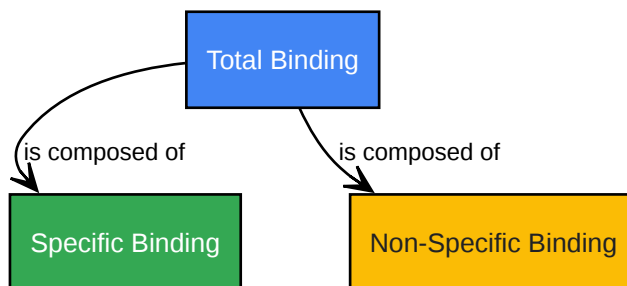 Total Binding
is composed of
is composed of
Specific Binding
Non-Specific Binding